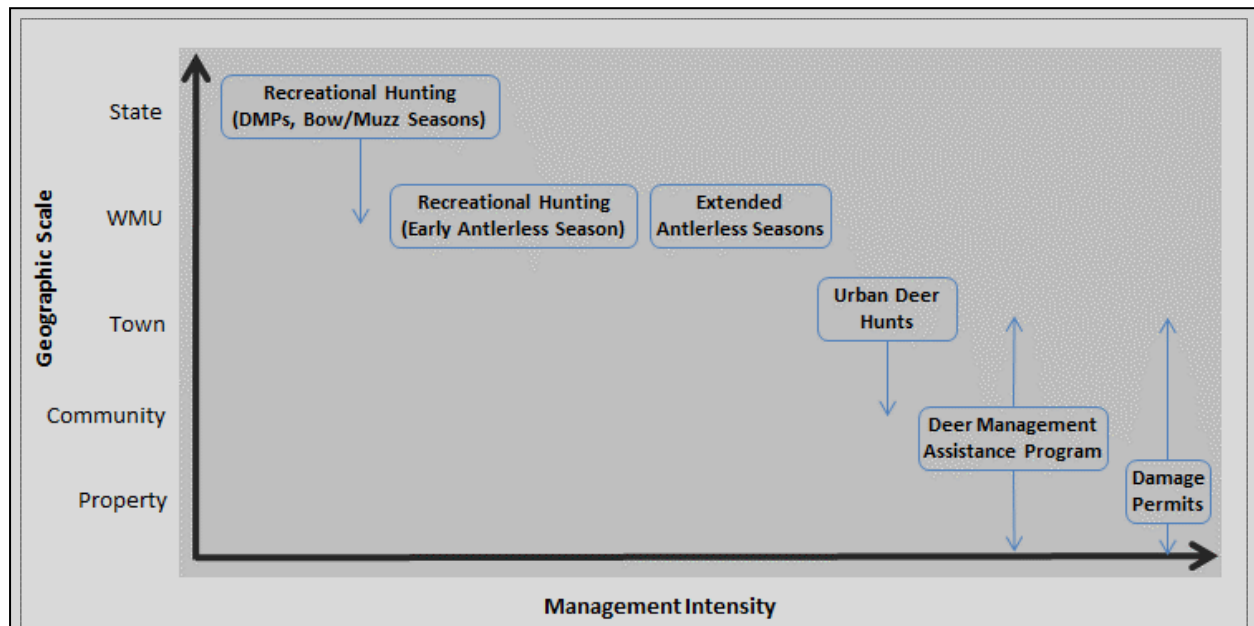 State
Recreational Hunting
(DMPs, Bow/Muzz Seasons)
Geographic Scale
WMU
Recreational Hunting
(Early Antlerless Season)
Extended
Antlerless Seasons
Town
Urban Deer
Hunts
Community
Deer Management
Assistance Program
Property
Damage
Permits
Management Intensity